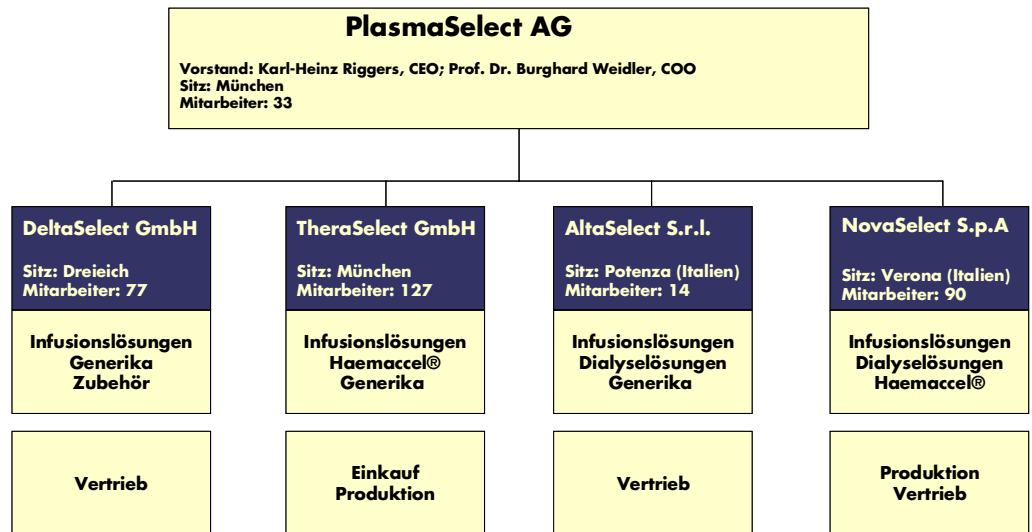 PlasmaSelect AG
Vorstand: Karl-Heinz Riggers, CEO; Prof. Dr. Burghard Weidler, COO
Sitz: München
Mitarbeiter: 33
DeltaSelect GmbH
Sitz: Dreieich
Mitarbeiter: 77
Infusionslösungen
Generika
Zubehör
Vertrieb
TheraSelect GmbH
Sitz: München
Mitarbeiter: 127
Infusionslösungen
Haemaccel®
Generika
Einkauf
Produktion
AltaSelect S.r.l.
Sitz: Potenza (Italien)
Mitarbeiter: 14
Infusionslösungen
Dialyselösungen
Generika
Vertrieb
NovaSelect S.p.A
Sitz: Verona (Italien)
Mitarbeiter: 90
Infusionslösungen
Dialyselösungen
Haemaccel®
Produktion
Vertrieb